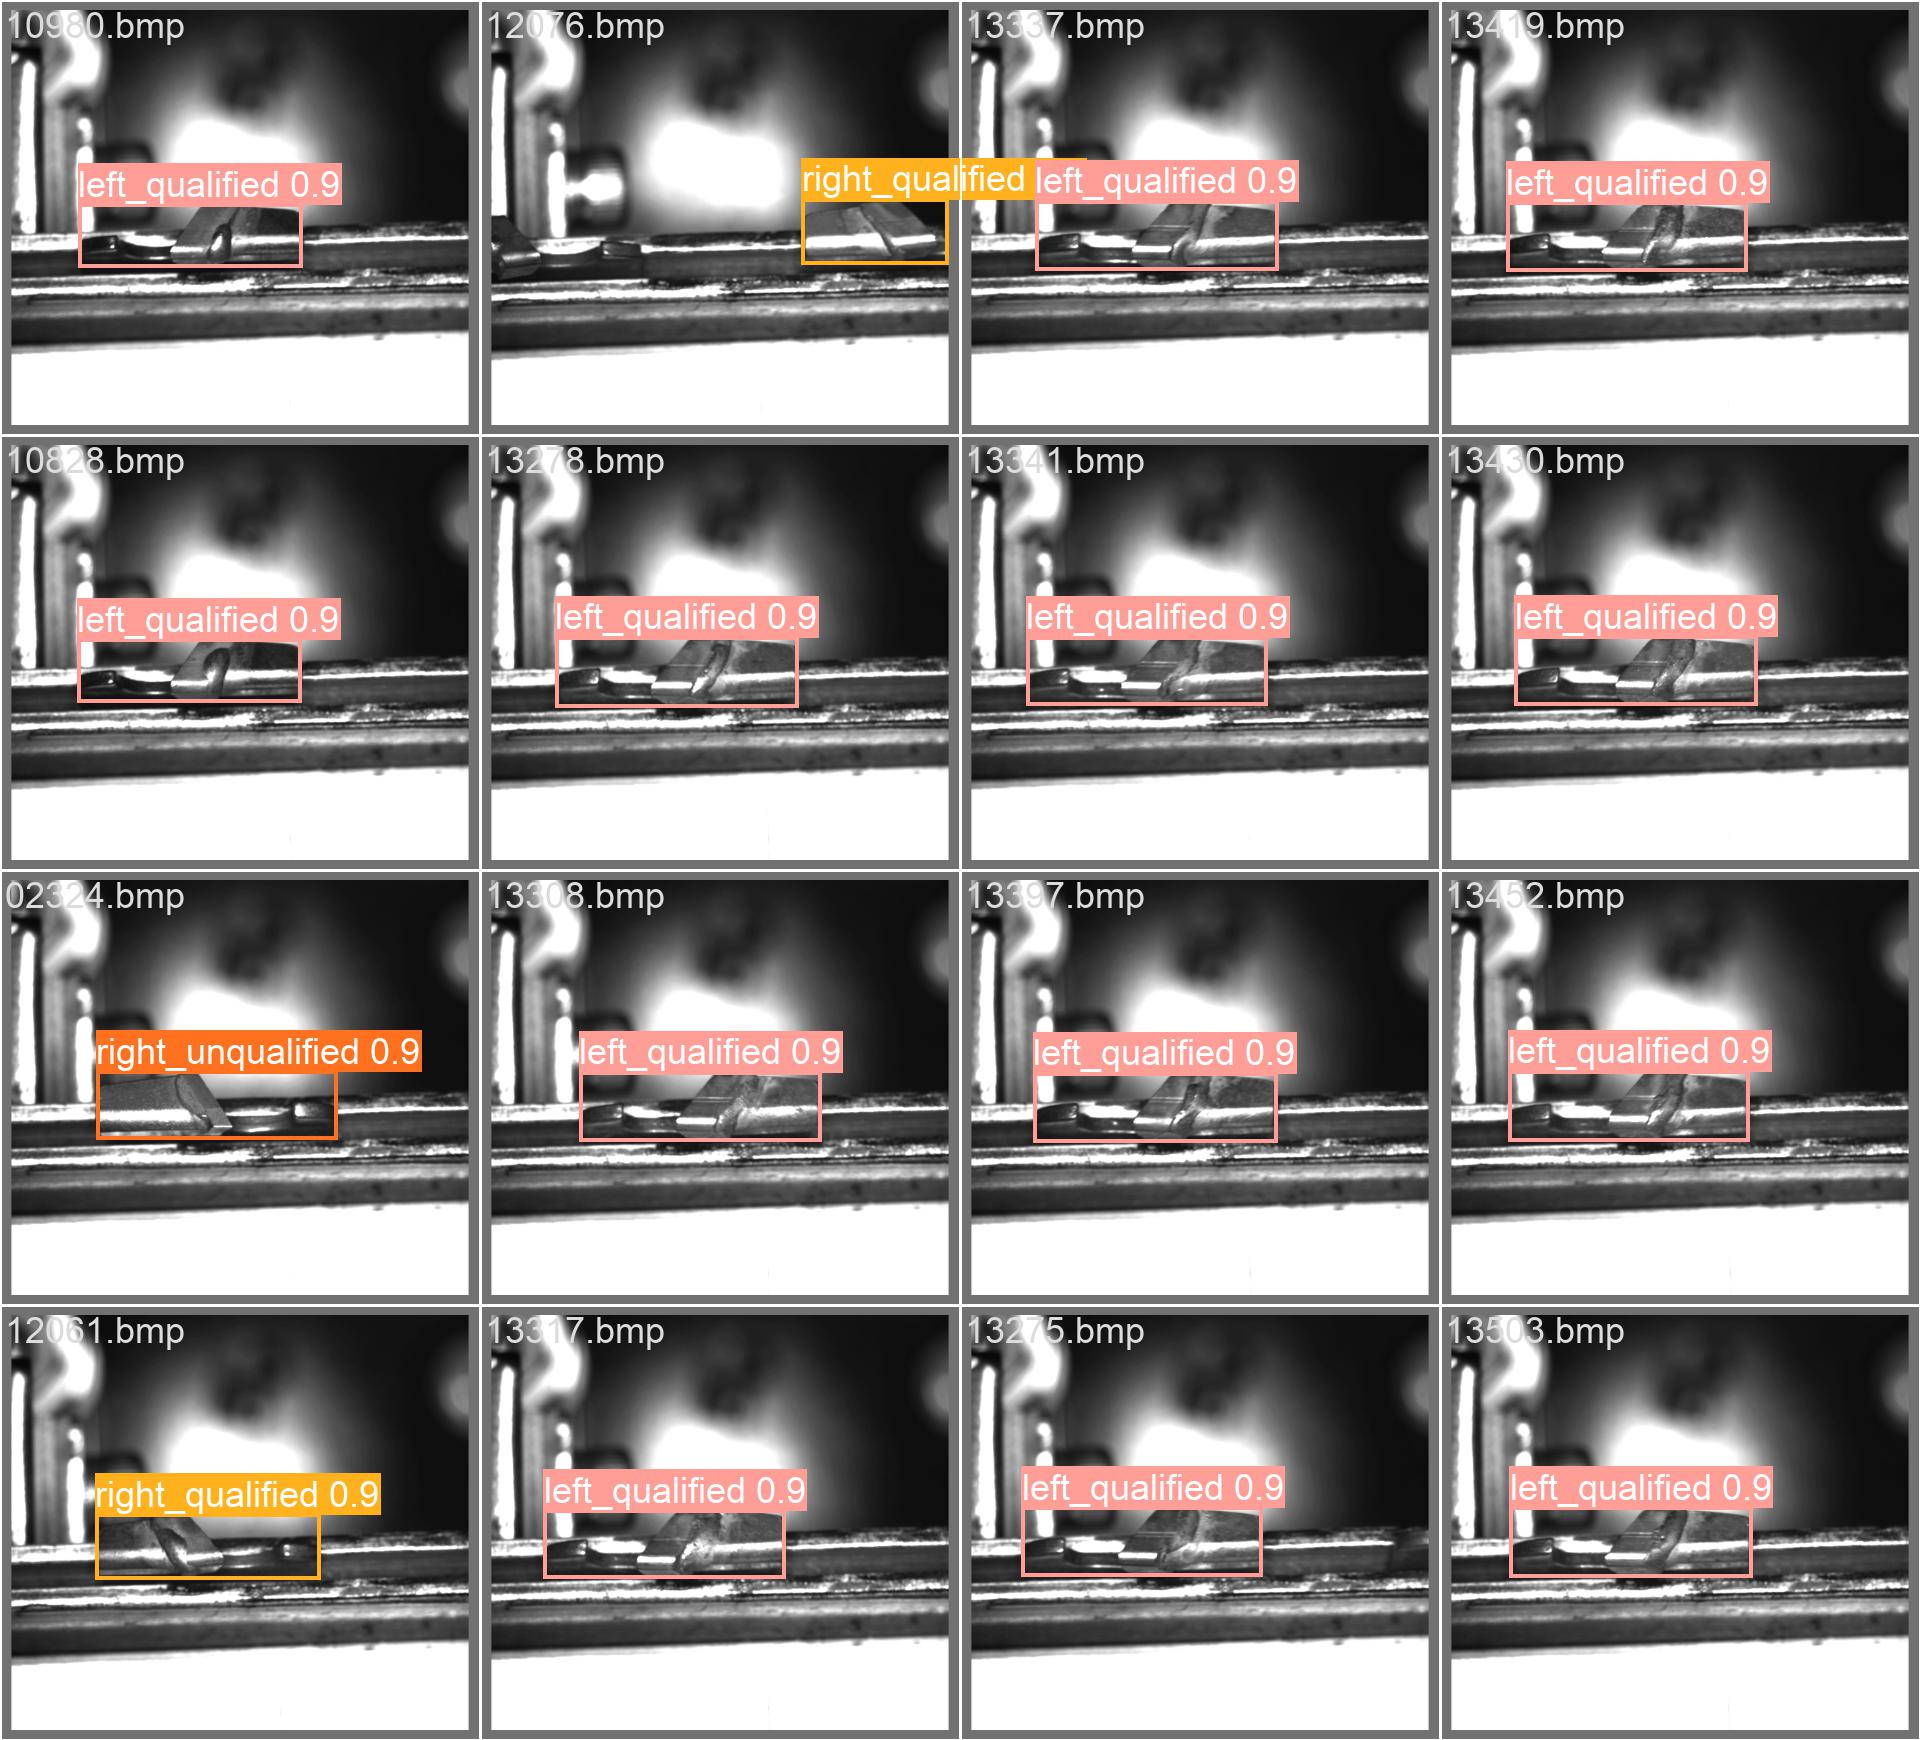 10980.bmp
left_qualified 0.9
12076.bmp
right_qualified
13337.bmp
left_qualified 0.9
13419.bmp
left_qualified 0.9
10828.bmp
left_qualified 0.9
13278.bmp
left_qualified 0.9
13341.bmp
left_qualified 0.9
13430.bmp
left_qualified 0.9
02324.bmp
right_unqualified 0.9
13308.bmp
left_qualified 0.9
13397.bmp
left_qualified 0.9
13452.bmp
left_qualified 0.9
12061.bmp
right_qualified 0.9
13317.bmp
left_qualified 0.9
13275.bmp
left_qualified 0.9
13503.bmp
left_qualified 0.9